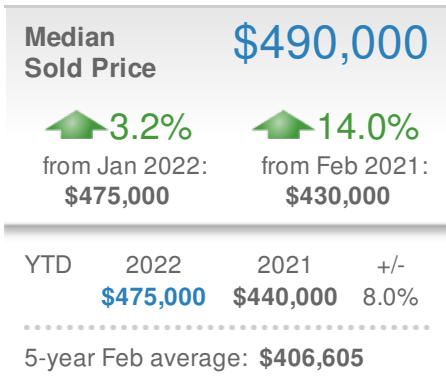 Median
Sold Price
$490,000
3.2%
14.0%
from Jan 2022:
from Feb 2021:
$475,000
$430,000
YTD 2022 2021 +/-
$475,000 $440,000 8.0%
5-year Feb average: $406,605